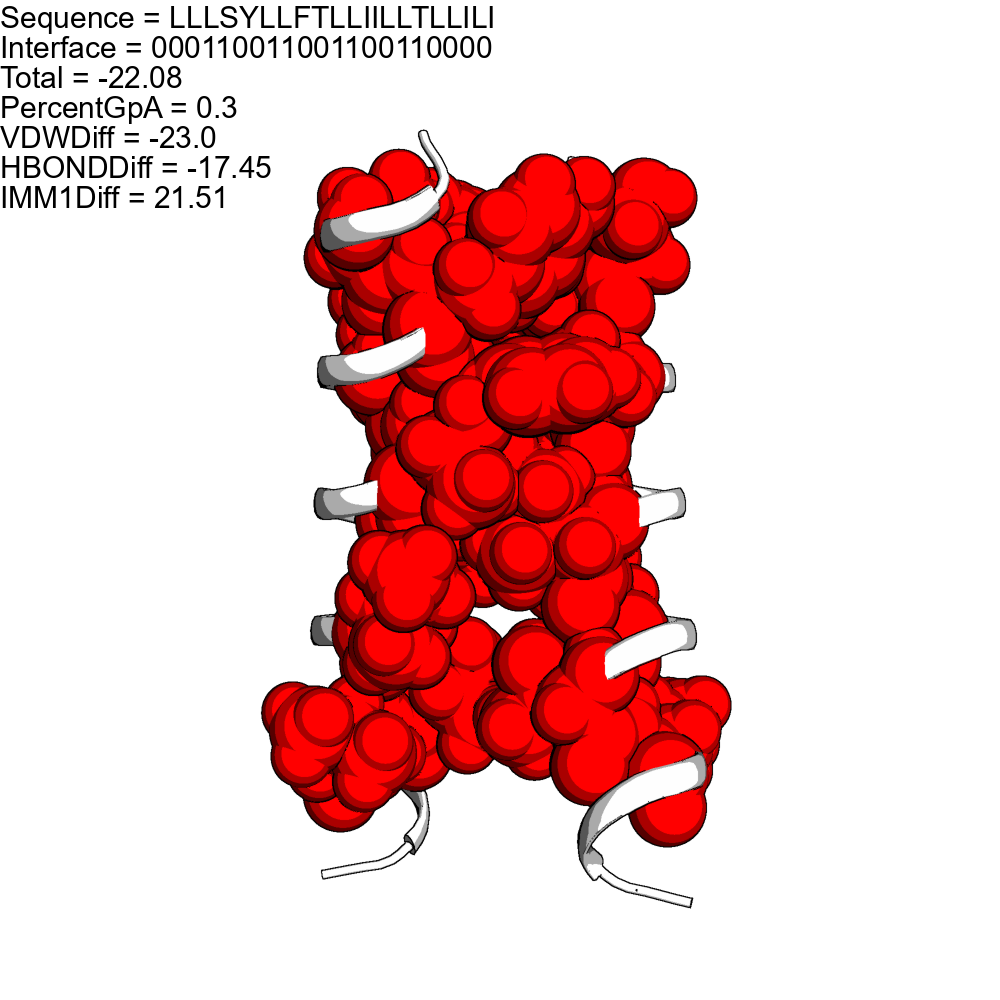 Sequence = LLLSYLLFTLLIILLTLLILI
Interface = 000110011001100110000
Total = -22.08
PercentGpA = 0.3
VDWDiff = -23.0
HBONDDiff = -17.45
IMM1Diff = 21.51